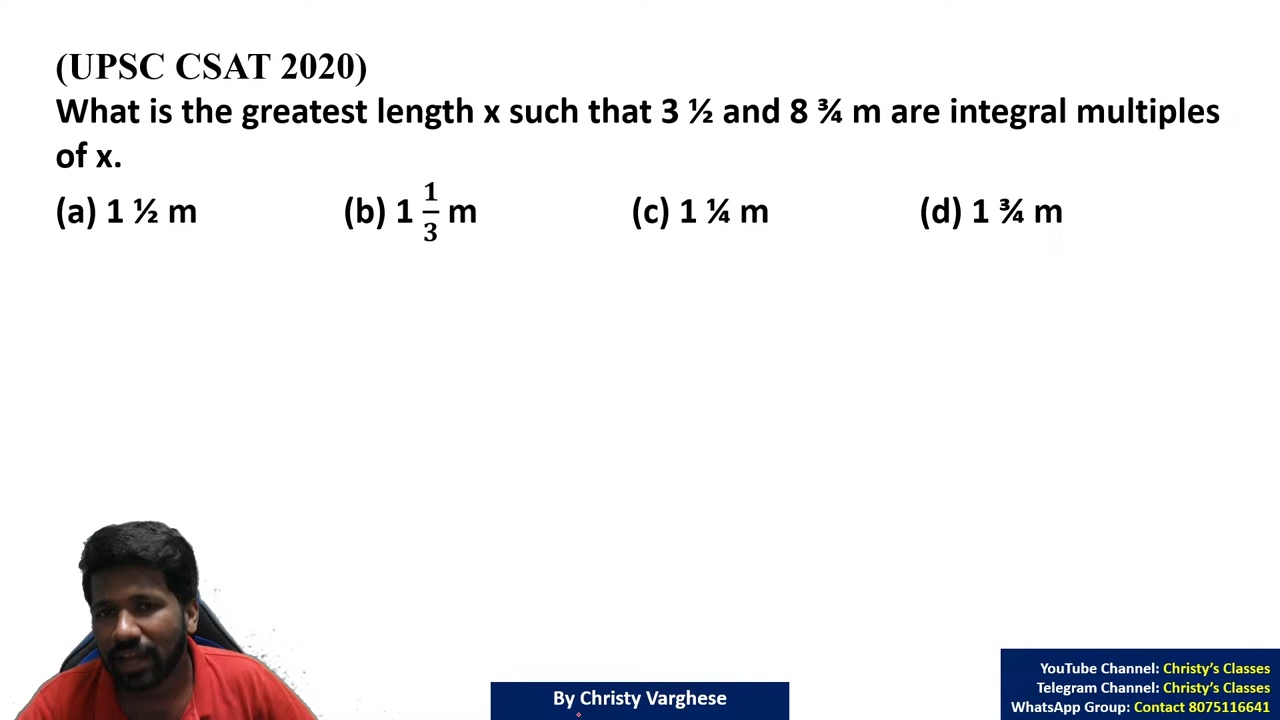 (UPSC CSAT 2020)
What is the greatest length x such that 3 ½ and 8 ¾ m are integral multiples
of x.
(a) 1 ½ m (b) 1 1/3 m (c) 1 ¼ m (d) 1 ¾ m
By Christy Varghese
YouTube Channel: Christy's Classes
Telegram Channel: Christy's Classes
WhatsApp Group: Contact 8075116641